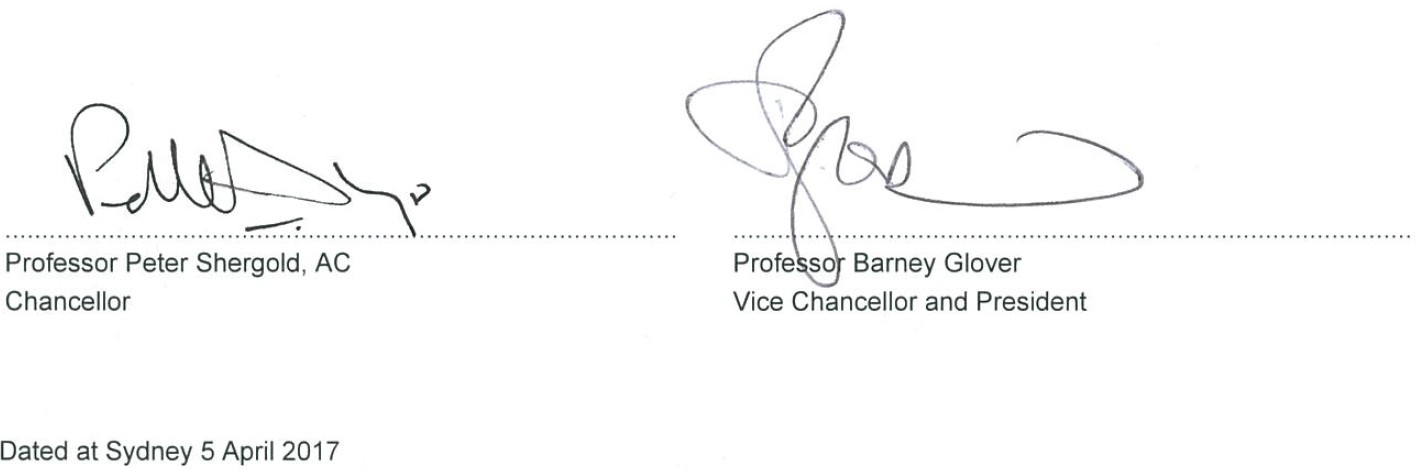 Professor Peter Shergold, AC
Chancellor
Professor Barney Glover
Vice Chancellor and President
Dated at Sydney 5 April 2017